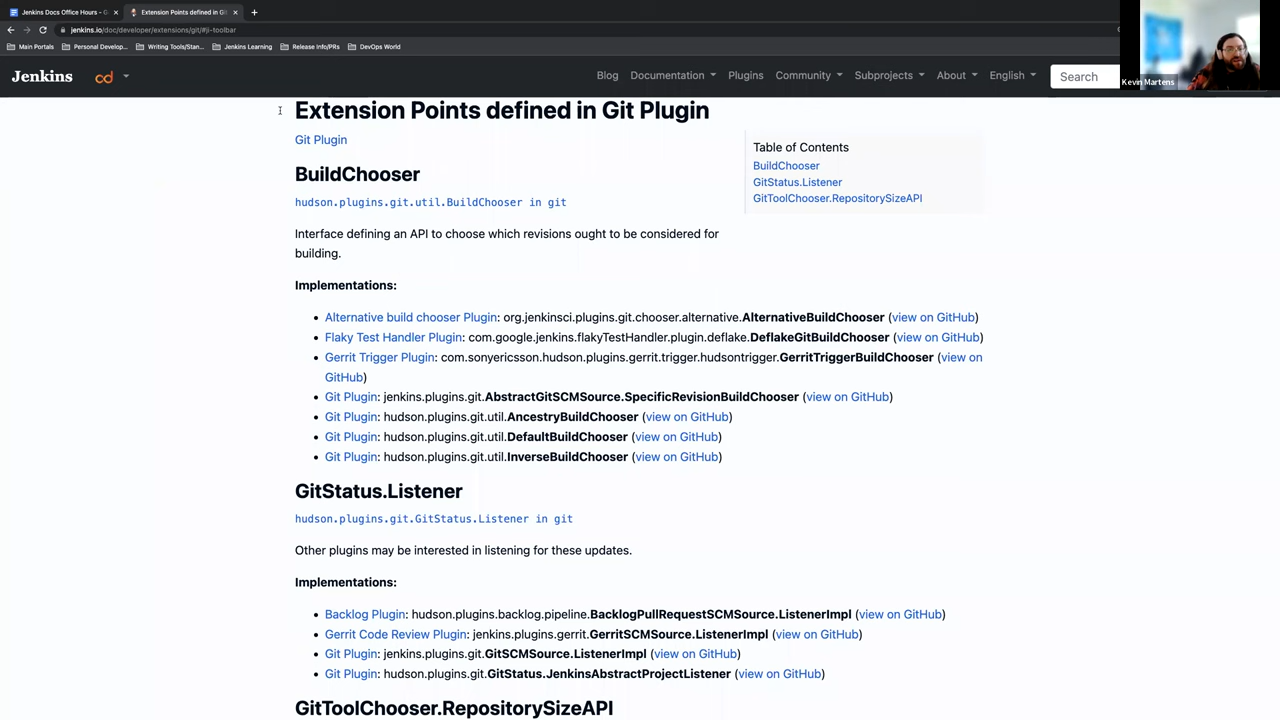 Jenkins Docs Office Hours - G
Extension Points defined in Git
jenkins.io/doc/developer/extensions/git/#ji-toolbar
Main Portals
Personal Develop...
Writing Tools/Stan...
Jenkins Learning
Release Info/PRs
DevOps World
Jenkins
Blog
Documentation
Plugins
Community
Subprojects
About
English
Search
Kevin Martens
Extension Points defined in Git Plugin
Git Plugin
Table of Contents
BuildChooser
GitStatus.Listener
GitToolChooser.RepositorySizeAPI
BuildChooser
hudson.plugins.git.util.BuildChooser in git
Interface defining an API to choose which revisions ought to be considered for
building.
Implementations:
Alternative build chooser Plugin: org.jenkinsci.plugins.git.chooser.alternative.AlternativeBuildChooser (view on GitHub)
Flaky Test Handler Plugin: com.google.jenkins.flakyTestHandler.plugin.deflake.DeflakeGitBuildChooser (view on GitHub)
Gerrit Trigger Plugin: com.sonyericsson.hudson.plugins.gerrit.trigger.hudsontrigger.GerritTriggerBuildChooser (view on
GitHub)
Git Plugin: jenkins.plugins.git.AbstractGitSCMSource.SpecificRevisionBuildChooser (view on GitHub)
Git Plugin: hudson.plugins.git.util.AncestryBuildChooser (view on GitHub)
Git Plugin: hudson.plugins.git.util.DefaultBuildChooser (view on GitHub)
Git Plugin: hudson.plugins.git.util.InverseBuildChooser (view on GitHub)
GitStatus.Listener
hudson.plugins.git.GitStatus.Listener in git
Other plugins may be interested in listening for these updates.
Implementations:
Backlog Plugin: hudson.plugins.backlog.pipeline.BacklogPullRequestSCMSource.ListenerImpl (view on GitHub)
Gerrit Code Review Plugin: jenkins.plugins.gerrit.GerritSCMSource.ListenerImpl (view on GitHub)
Git Plugin: jenkins.plugins.git.GitSCMSource.ListenerImpl (view on GitHub)
Git Plugin: hudson.plugins.git.GitStatus.JenkinsAbstractProjectListener (view on GitHub)
GitToolChooser.RepositorySizeAPI